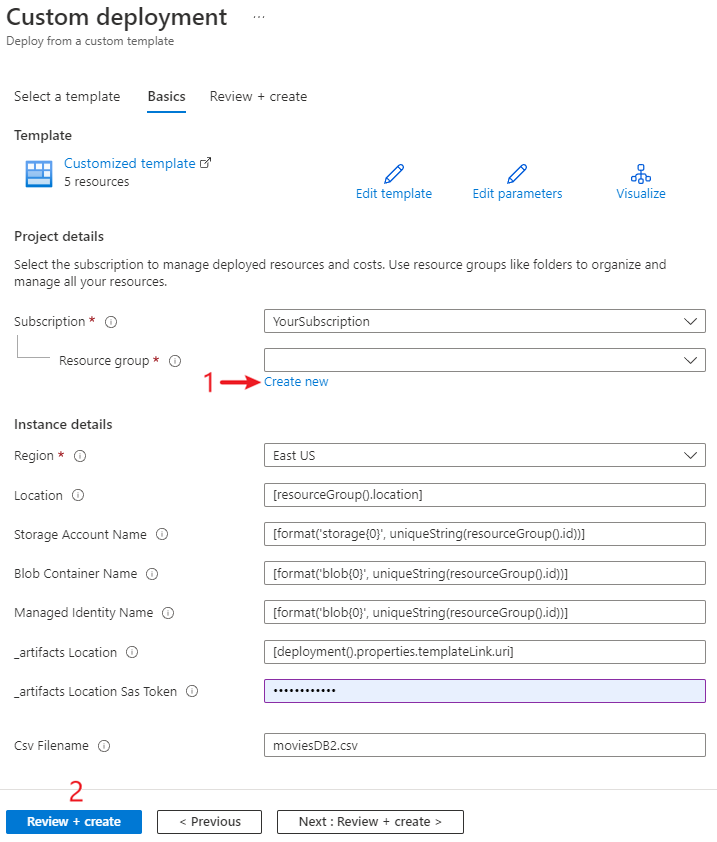 Custom deployment ...
Deploy from a custom template
Select a template Basics Review + create
Template
Customized template
5 resources
Edit template Edit parameters Visualize
Project details
Select the subscription to manage deployed resources and costs. Use resource groups like folders to organize and
manage all your resources.
Subscription * YourSubscription
Resource group *
1 Create new
Instance details
Region * East US
Location [resourceGroup().location]
Storage Account Name [format('storage{0}', uniqueString(resourceGroup().id))]
Blob Container Name [format('blob{0}', uniqueString(resourceGroup().id))]
Managed Identity Name [format('blob{0}', uniqueString(resourceGroup().id))]
_artifacts Location [deployment().properties.templateLink.uri]
_artifacts Location Sas Token ••••••••••••
Csv Filename moviesDB2.csv
2
Review + create < Previous Next : Review + create >